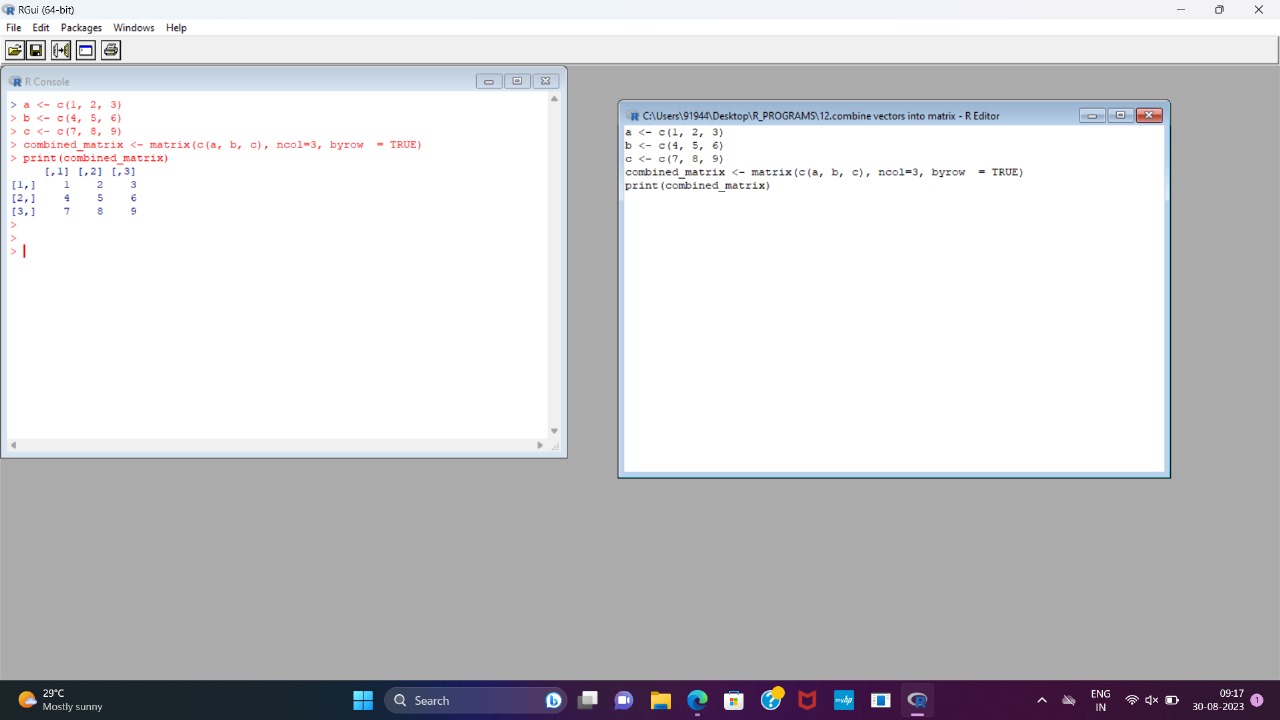 RGui (64-bit)
File Edit Packages Windows Help
R Console
> a <- c(1, 2, 3)
> b <- c(4, 5, 6)
> c <- c(7, 8, 9)
> combined_matrix <- matrix(c(a, b, c), ncol=3, byrow  = TRUE)
> print(combined_matrix)
     [,1] [,2] [,3]
[1,]    1    2    3
[2,]    4    5    6
[3,]    7    8    9
>
>
>
C:\Users\91944\Desktop\R_PROGRAMS\12.combine vectors into matrix - R Editor
a <- c(1, 2, 3)
b <- c(4, 5, 6)
c <- c(7, 8, 9)
combined_matrix <- matrix(c(a, b, c), ncol=3, byrow  = TRUE)
print(combined_matrix)
29°C
Mostly sunny
Search
ENG
IN
09:17
30-08-2023
1